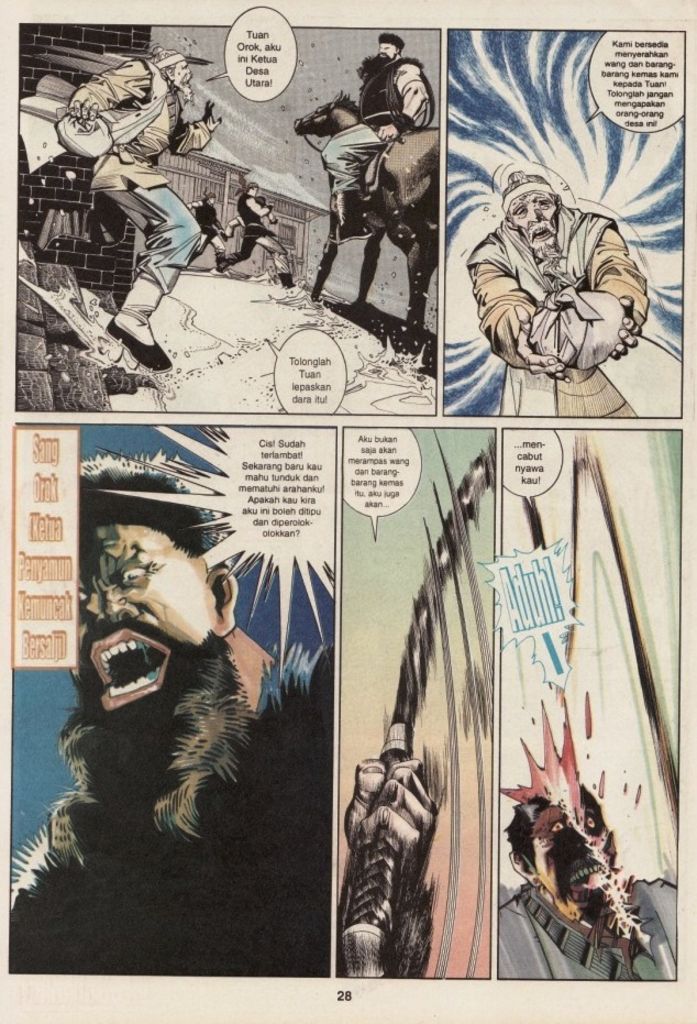 Tuan
Orok, aku
ini Ketua
Desa
Utara!
Kami bersedia
menyerahkan
wang dan barang-
barang kemas kami
kepada Tuan!
Tolonglah jangan
mengapakan
orang-orang
desa ini!
Tolonglah
Tuan
lepaskan
dara itu!
Sang
Orok
(Ketua
Penyamun
Kemuncak
Bersalji)
Cis! Sudah
terlambat!
Sekarang baru kau
mahu tunduk dan
mematuhi arahanku!
Apakah kau kira
aku ini boleh ditipu
dan diperolok-
olokkan?
Aku bukan
saja akan
merampas wang
dan barang-
barang kemas
itu, aku juga
akan...
...men-
cabut
nyawa
kau!
Aduh!
28